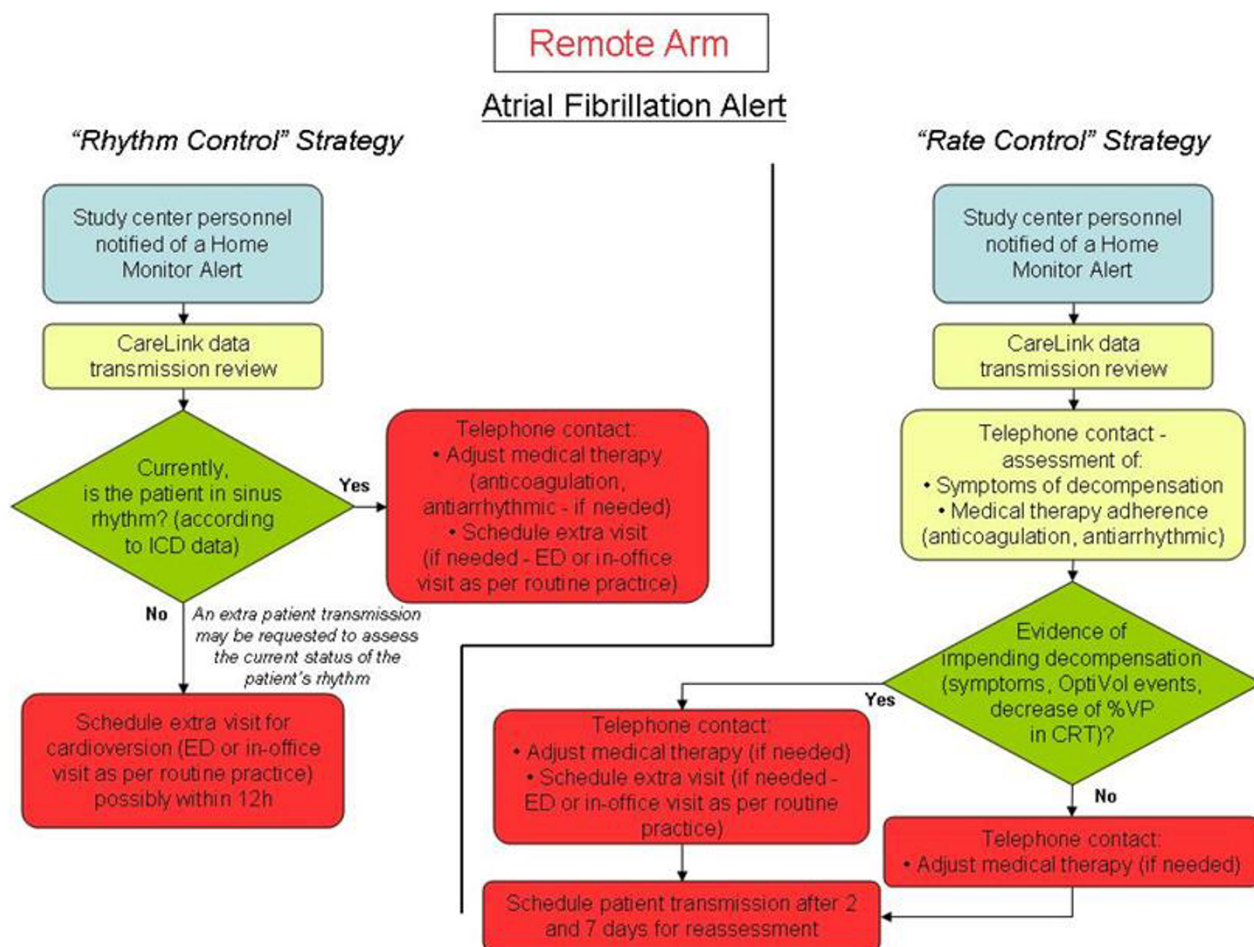 Remote Arm
Atrial Fibrillation Alert
“Rhythm Control” Strategy
Study center personnel
notified of a Home
Monitor Alert
CareLink data
transmission review
Currently,
is the patient in sinus
rhythm? (according
to ICD data)
Yes
Telephone contact:
• Adjust medical therapy
(anticoagulation,
antiarrhythmic - if needed)
• Schedule extra visit
(if needed - ED or in-office
visit as per routine practice)
No
An extra patient transmission
may be requested to assess
the current status of the
patient's rhythm
Schedule extra visit for
cardioversion (ED or in-office
visit as per routine practice)
possibly within 12h
“Rate Control” Strategy
Study center personnel
notified of a Home
Monitor Alert
CareLink data
transmission review
Telephone contact -
assessment of:
• Symptoms of decompensation
• Medical therapy adherence
(anticoagulation, antiarrhythmic)
Evidence of
impending decompensation
(symptoms, OptiVol events,
decrease of %VP
in CRT)?
Yes
Telephone contact:
• Adjust medical therapy (if needed)
• Schedule extra visit (if needed -
ED or in-office visit as per routine
practice)
No
Telephone contact:
• Adjust medical therapy (if needed)
Schedule patient transmission after 2
and 7 days for reassessment